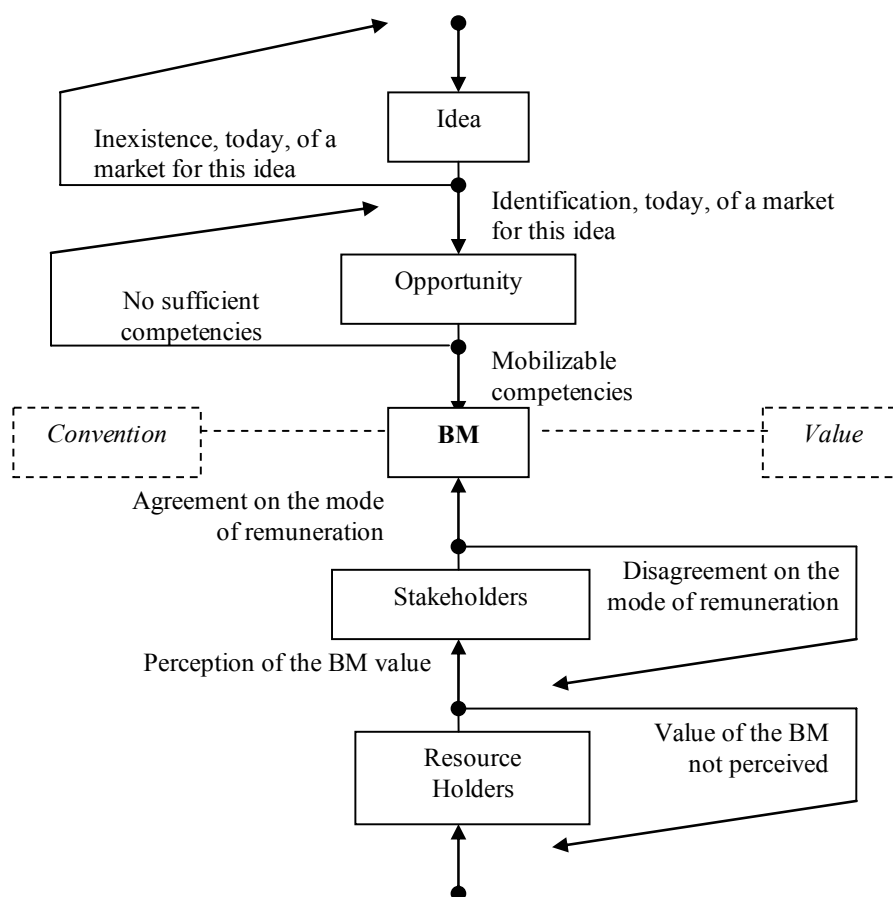 Idea
Inexistence, today, of a
market for this idea
Identification, today, of a market
for this idea
Opportunity
No sufficient
competencies
Mobilizable
competencies
Convention
BM
Value
Agreement on the mode
of remuneration
Stakeholders
Disagreement on the
mode of remuneration
Perception of the BM value
Resource
Holders
Value of the BM
not perceived